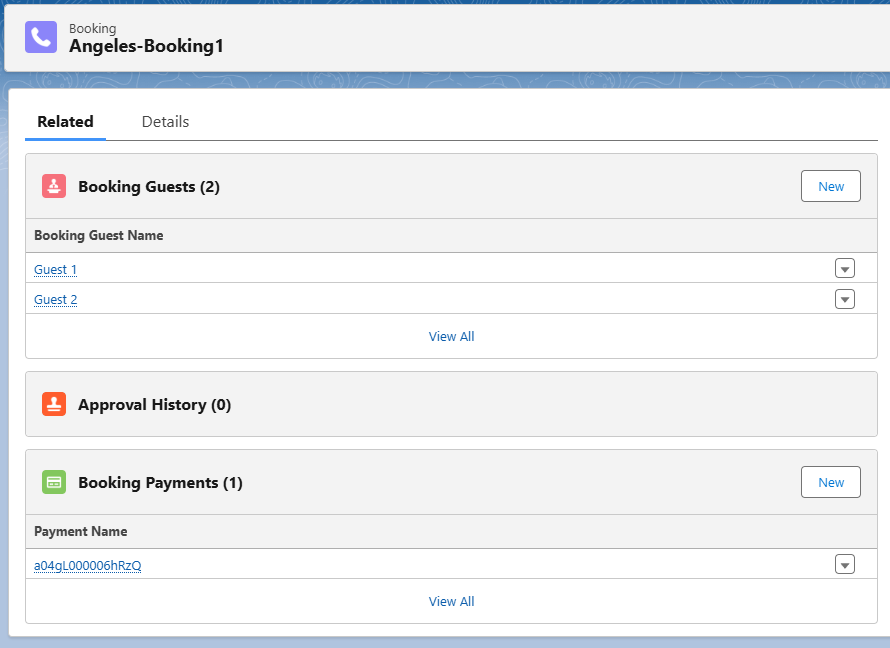 Booking
Angeles-Booking1
Related Details
Booking Guests (2) New
Booking Guest Name
Guest 1
Guest 2
View All
Approval History (0)
Booking Payments (1) New
Payment Name
a04gL000006hRzQ
View All